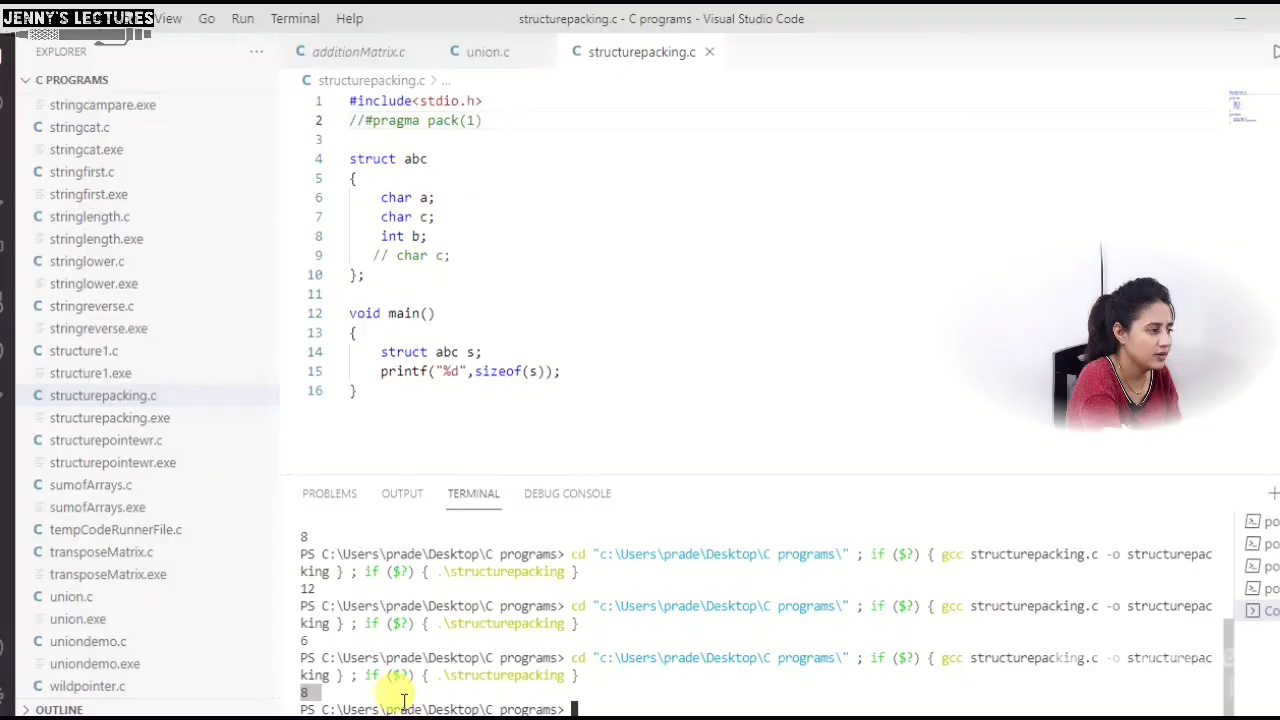 JENNY'S LECTURES
View Go Run Terminal Help
structurepacking.c - C programs - Visual Studio Code
EXPLORER
C PROGRAMS
stringcampare.exe
stringcat.c
stringcat.exe
stringfirst.c
stringfirst.exe
stringlength.c
stringlength.exe
stringlower.c
stringlower.exe
stringreverse.c
stringreverse.exe
structure1.c
structure1.exe
structurepacking.c
structurepacking.exe
structurepointewr.c
structurepointewr.exe
sumofArrays.c
sumofArrays.exe
tempCodeRunnerFile.c
transposeMatrix.c
transposeMatrix.exe
union.c
union.exe
uniondemo.c
uniondemo.exe
wildpointer.c
OUTLINE
C additionMatrix.c C union.c C structurepacking.c
C structurepacking.c > ...
1 #include<stdio.h>
2 //#pragma pack(1)
3
4 struct abc
5 {
6 char a;
7 char c;
8 int b;
9 // char c;
10 };
11
12 void main()
13 {
14 struct abc s;
15 printf("%d",sizeof(s));
16 }
PROBLEMS OUTPUT TERMINAL DEBUG CONSOLE
8
PS C:\Users\prade\Desktop\C programs> cd "c:\Users\prade\Desktop\C programs\" ; if ($?) { gcc structurepacking.c -o structurepac
king } ; if ($?) { .\structurepacking }
12
PS C:\Users\prade\Desktop\C programs> cd "c:\Users\prade\Desktop\C programs\" ; if ($?) { gcc structurepacking.c -o structurepac
king } ; if ($?) { .\structurepacking }
6
PS C:\Users\prade\Desktop\C programs> cd "c:\Users\prade\Desktop\C programs\" ; if ($?) { gcc structurepacking.c -o structurepac
king } ; if ($?) { .\structurepacking }
8
PS C:\Users\prade\Desktop\C programs>
po
po
po
po
Co